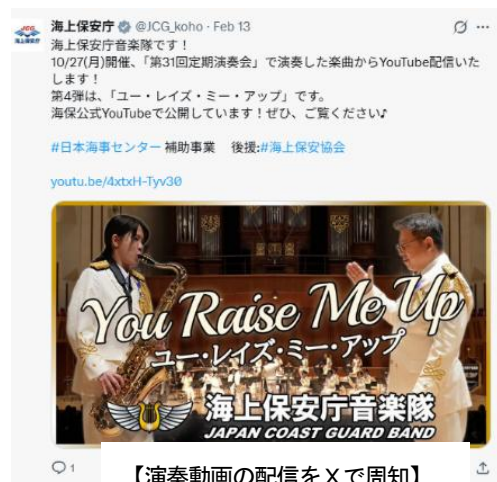 海上保安庁 @JCG_koho · Feb 13
海上保安庁音楽隊です！
10/27(月)開催、「第31回定期演奏会」で演奏した楽曲からYouTube配信いた
します！
第4弾は、「ユー・レイズ・ミー・アップ」です。
海保公式YouTubeで公開しています！ぜひ、ご覧ください♪
#日本海事センター 補助事業　後援:#海上保安協会
youtu.be/4xtxH-Tyv30
You Raise Me Up
ユー・レイズ・ミー・アップ
海上保安庁音楽隊
JAPAN COAST GUARD BAND
1
【演奏動画の配信をXで周知】